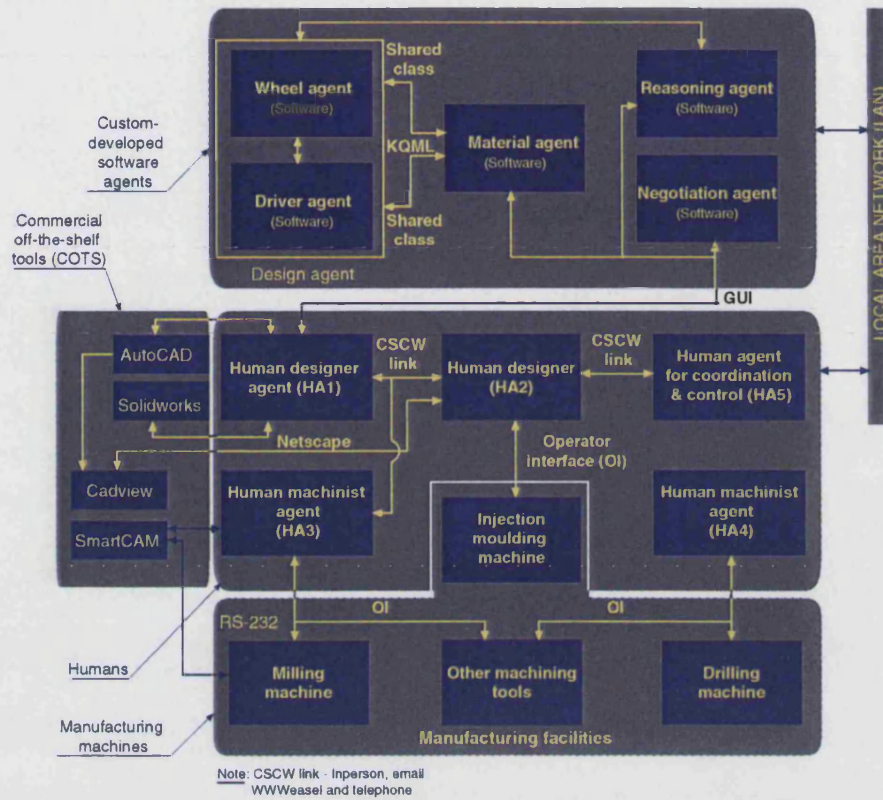 Shared
class
Wheel agent
(Software)
Reasoning agent
(Software)
Custom-
developed
software
agents
KQML
Material agent
(Software)
Driver agent
(Software)
Negotiation agent
(Software)
Shared
class
Design agent
LOCAL AREA NETWORK (LAN)
Commercial
off-the-shelf
tools (COTS)
GUI
AutoCAD
Solidworks
Human designer
agent (HA1)
CSCW
link
Human designer
(HA2)
CSCW
link
Human agent
for coordination
& control (HA5)
Netscape
Operator
interface (OI)
Cadview
SmartCAM
Human machinist
agent
(HA3)
Injection
moulding
machine
Human machinist
agent
(HA4)
OI
OI
RS-232
Humans
Milling
machine
Other machining
tools
Drilling
machine
Manufacturing
machines
Manufacturing facilities
Note: CSCW link - Inperson, email
WWWeasel and telephone